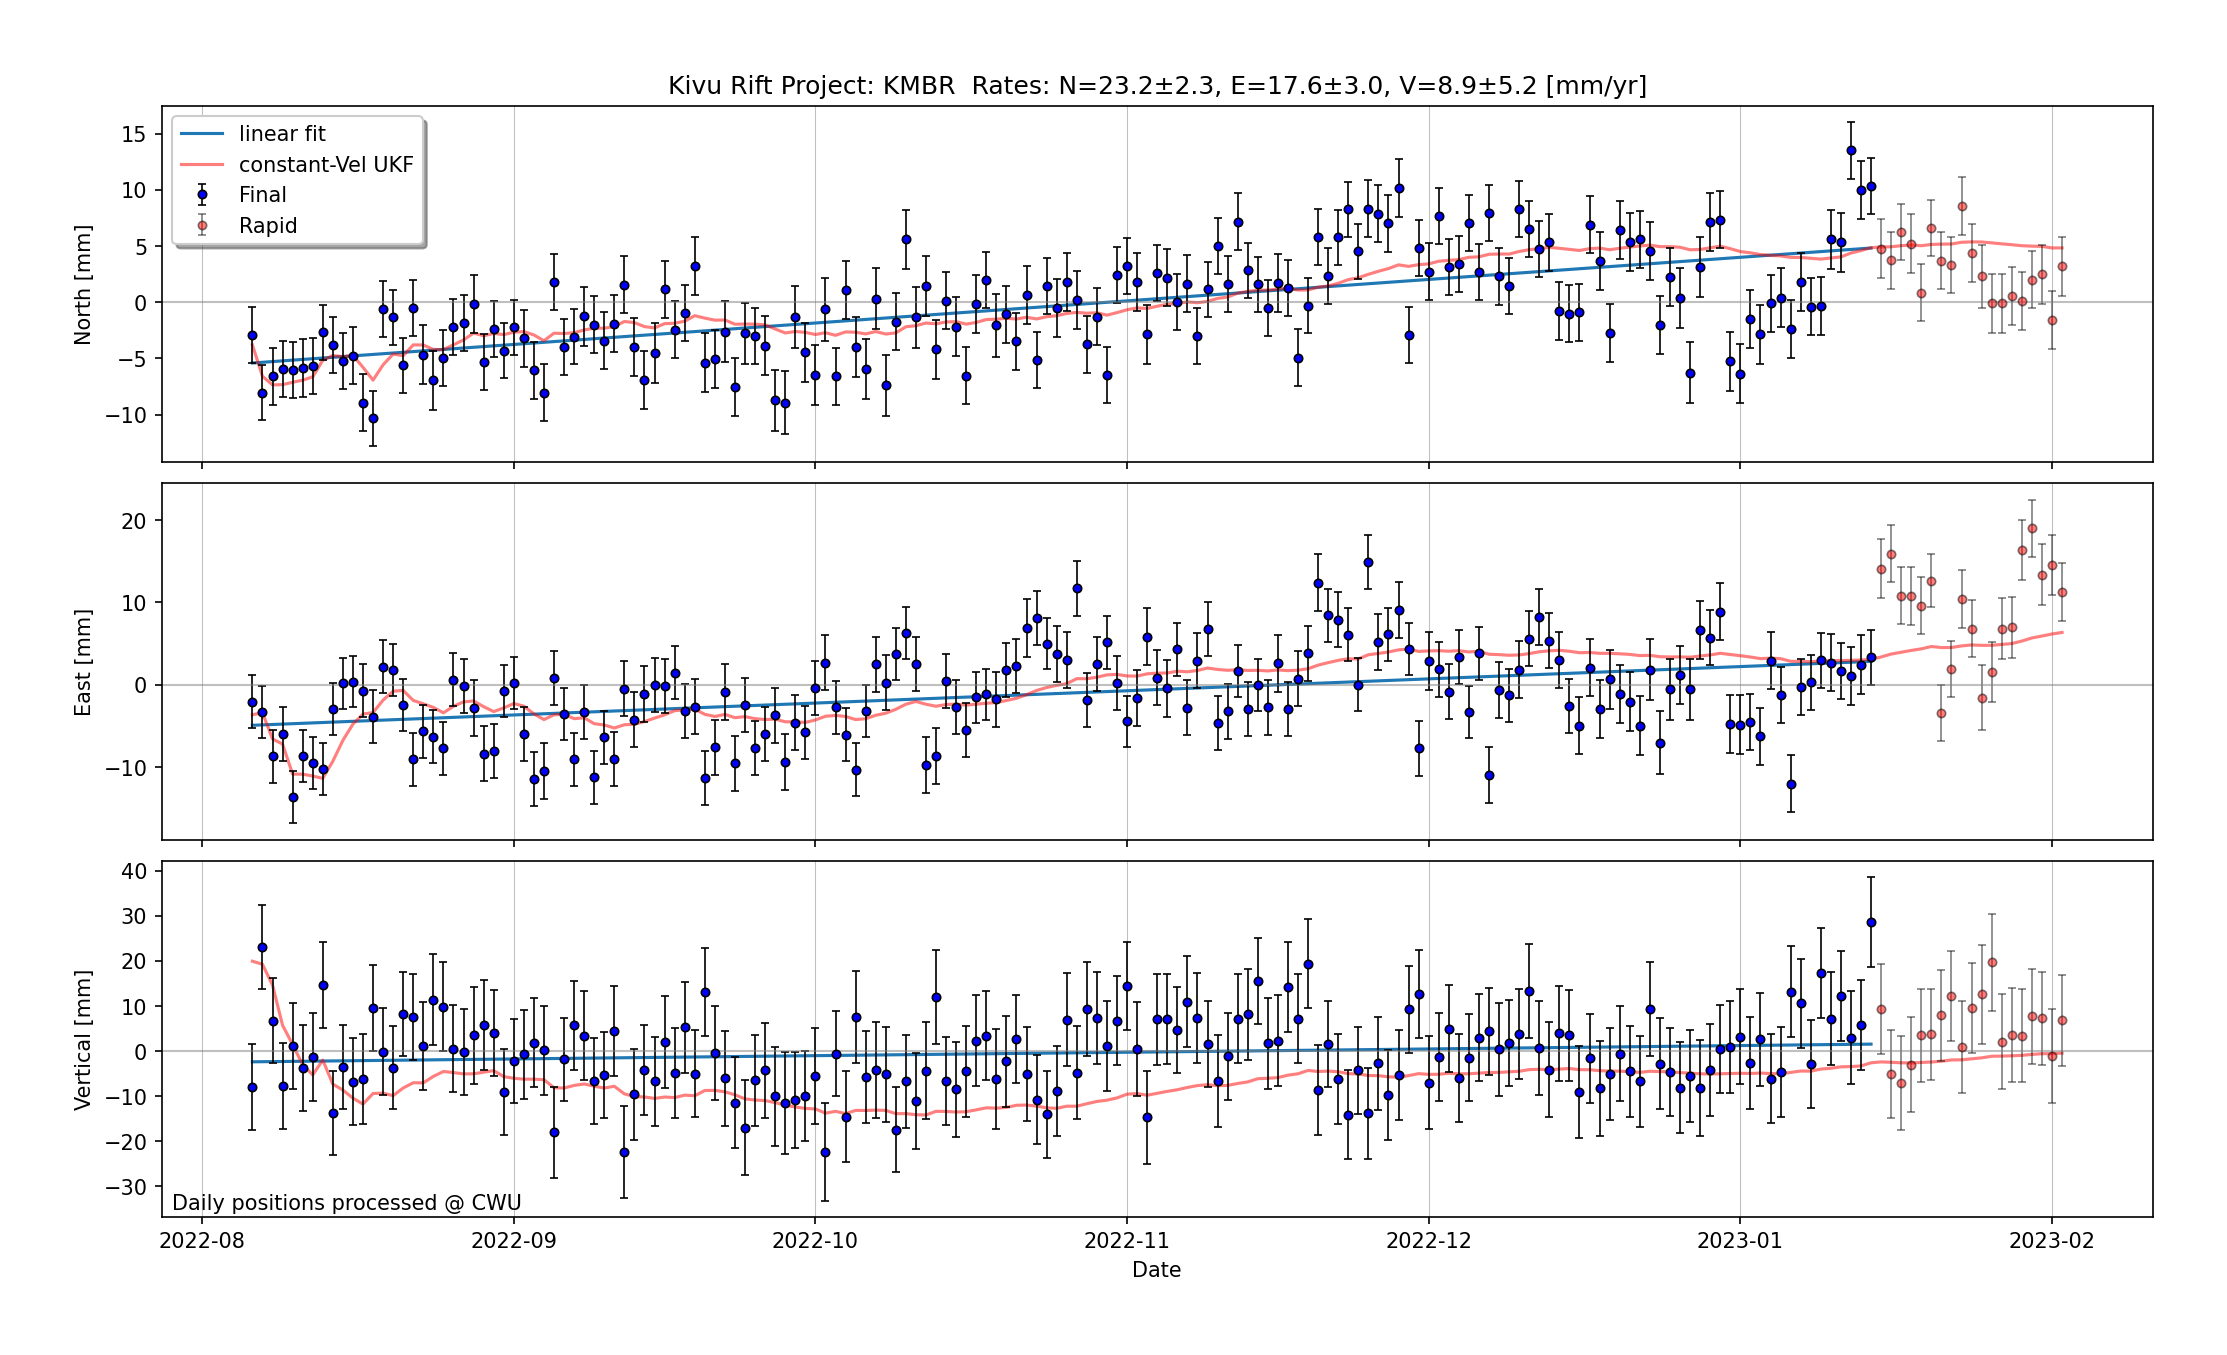 Kivu Rift Project: KMBR  Rates: N=23.2±2.3, E=17.6±3.0, V=8.9±5.2 [mm/yr]
linear fit
constant-Vel UKF
Final
Rapid
North [mm]
15
10
5
0
−5
−10
East [mm]
20
10
0
−10
Vertical [mm]
40
30
20
10
0
−10
−20
−30
Daily positions processed @ CWU
2022-08 2022-09 2022-10 2022-11 2022-12 2023-01 2023-02
Date